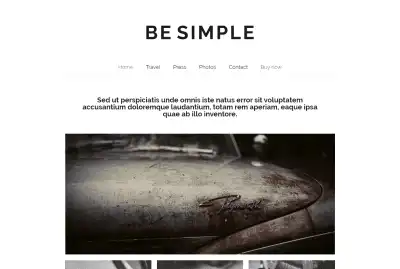 BE SIMPLE
Home Travel Press Photos Contact Buy Now
Sed ut perspiciatis unde omnis iste natus error sit voluptatem
accusantium doloremque laudantium, totam rem aperiam, eaque ipsa
quae ab illo inventore.
Plymouth